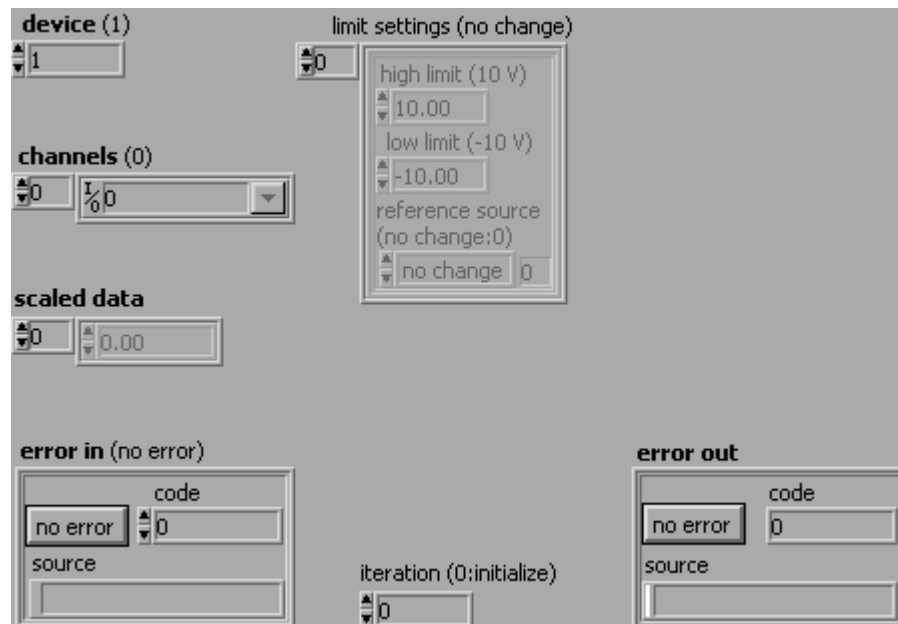 device (1)
1
limit settings (no change)
0
high limit (10 V)
10.00
low limit (-10 V)
-10.00
reference source
(no change:0)
no change 0
channels (0)
0 I/O 0
scaled data
0 0.00
error in (no error)
code
no error 0
source
iteration (0:initialize)
0
error out
code
no error 0
source